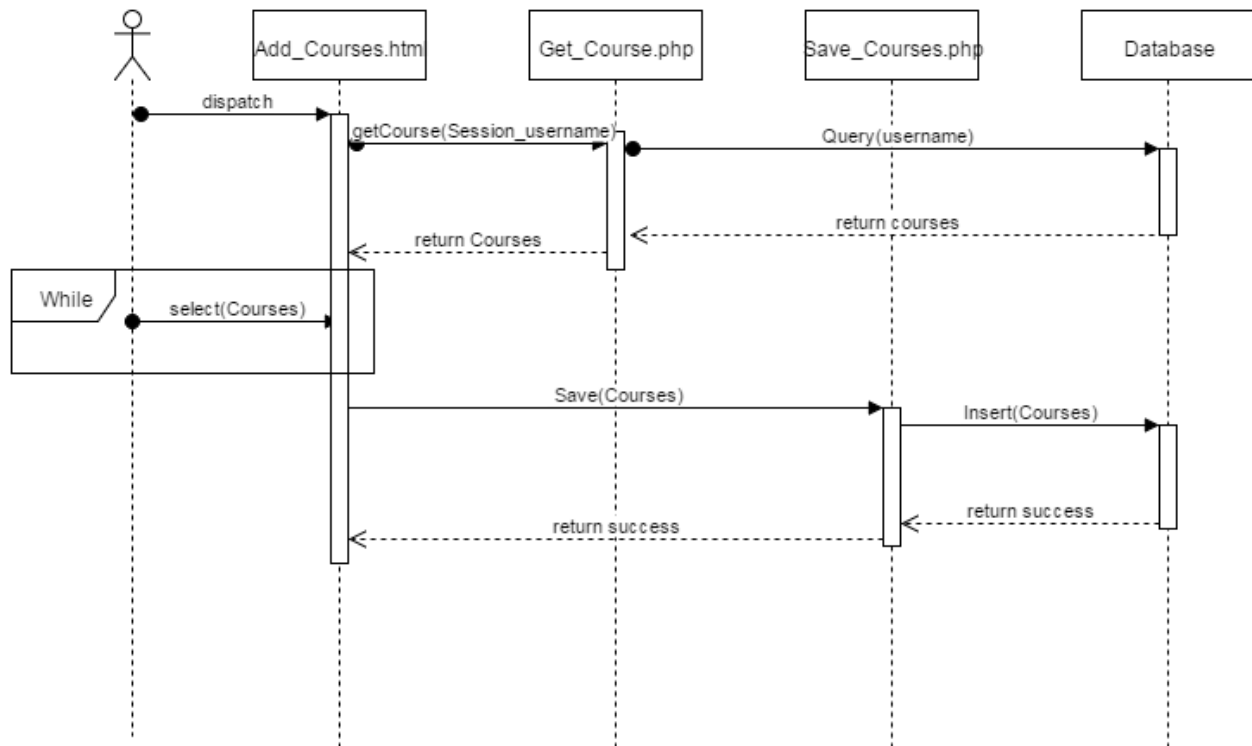 Add_Courses.htm
Get_Course.php
Save_Courses.php
Database
dispatch
getCourse(Session_username)
Query(username)
return courses
return Courses
While
select(Courses)
Save(Courses)
Insert(Courses)
return success
return success